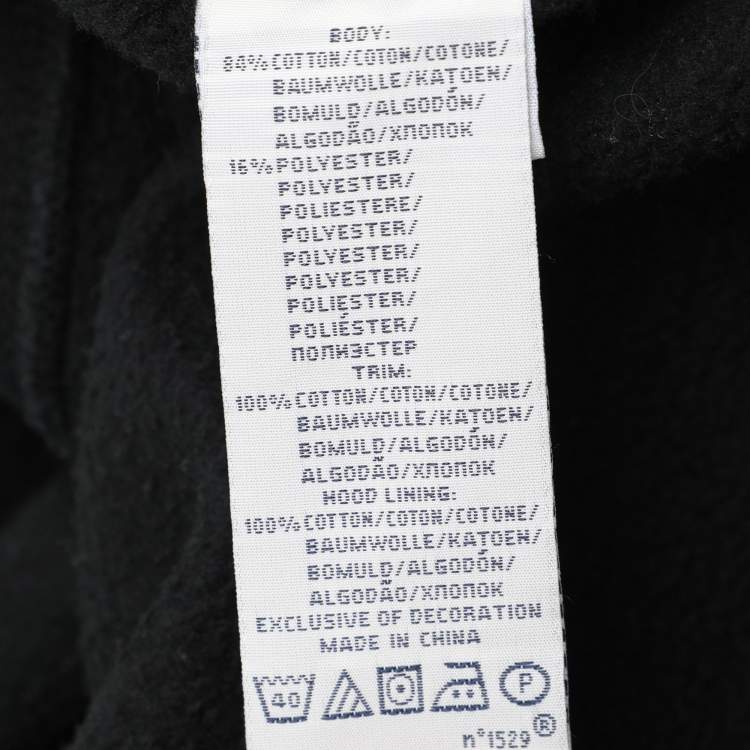 BODY:
84% COTTON/COTON/COTONE/
BAUMWOLLE/KATOEN/
BOMULD/ALGODÓN/
ALGODÃO/ХЛОПОК
16% POLYESTER/
POLYESTER/
POLIESTERE/
POLYESTER/
POLYESTER/
POLYESTER/
POLIESTER/
POLIÉSTER/
ПОЛИЭСТЕР
TRIM:
100% COTTON/COTON/COTONE/
BAUMWOLLE/KATOEN/
BOMULD/ALGODÓN/
ALGODÃO/ХЛОПОК
HOOD LINING:
100% COTTON/COTON/COTONE/
BAUMWOLLE/KATOEN/
BOMULD/ALGODÓN/
ALGODÃO/ХЛОПОК
EXCLUSIVE OF DECORATION
MADE IN CHINA
40 P
n°1529®